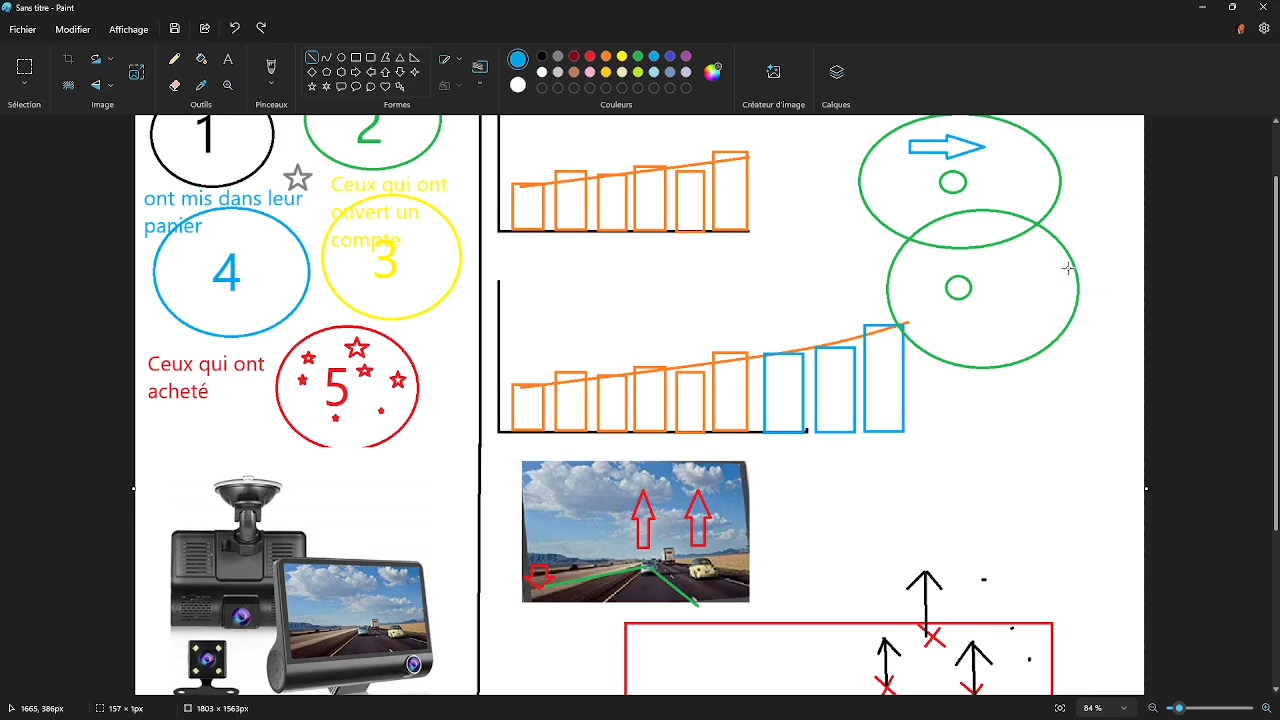 Sans titre - Paint
Fichier Modifier Affichage
Sélection Image Outils Pinceaux Formes Couleurs Créateur d'image Calques
A
1
2
ont mis dans leur
panier
Ceux qui ont
ouvert un
compte
4
3
Ceux qui ont
acheté
5
1665, 386px 157 × 1px 1803 × 1563px 84 %